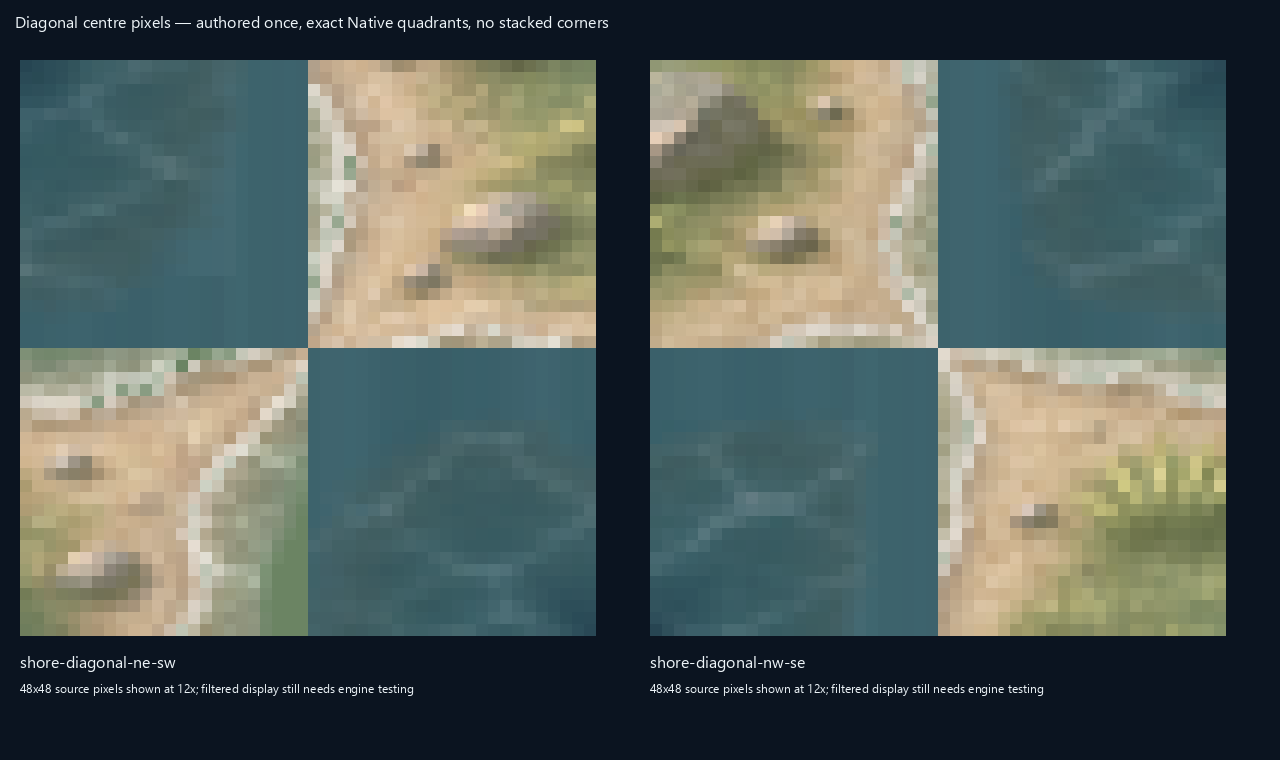 Diagonal centre pixels — authored once, exact Native quadrants, no stacked corners
shore-diagonal-ne-sw
48x48 source pixels shown at 12x; filtered display still needs engine testing
shore-diagonal-nw-se
48x48 source pixels shown at 12x; filtered display still needs engine testing